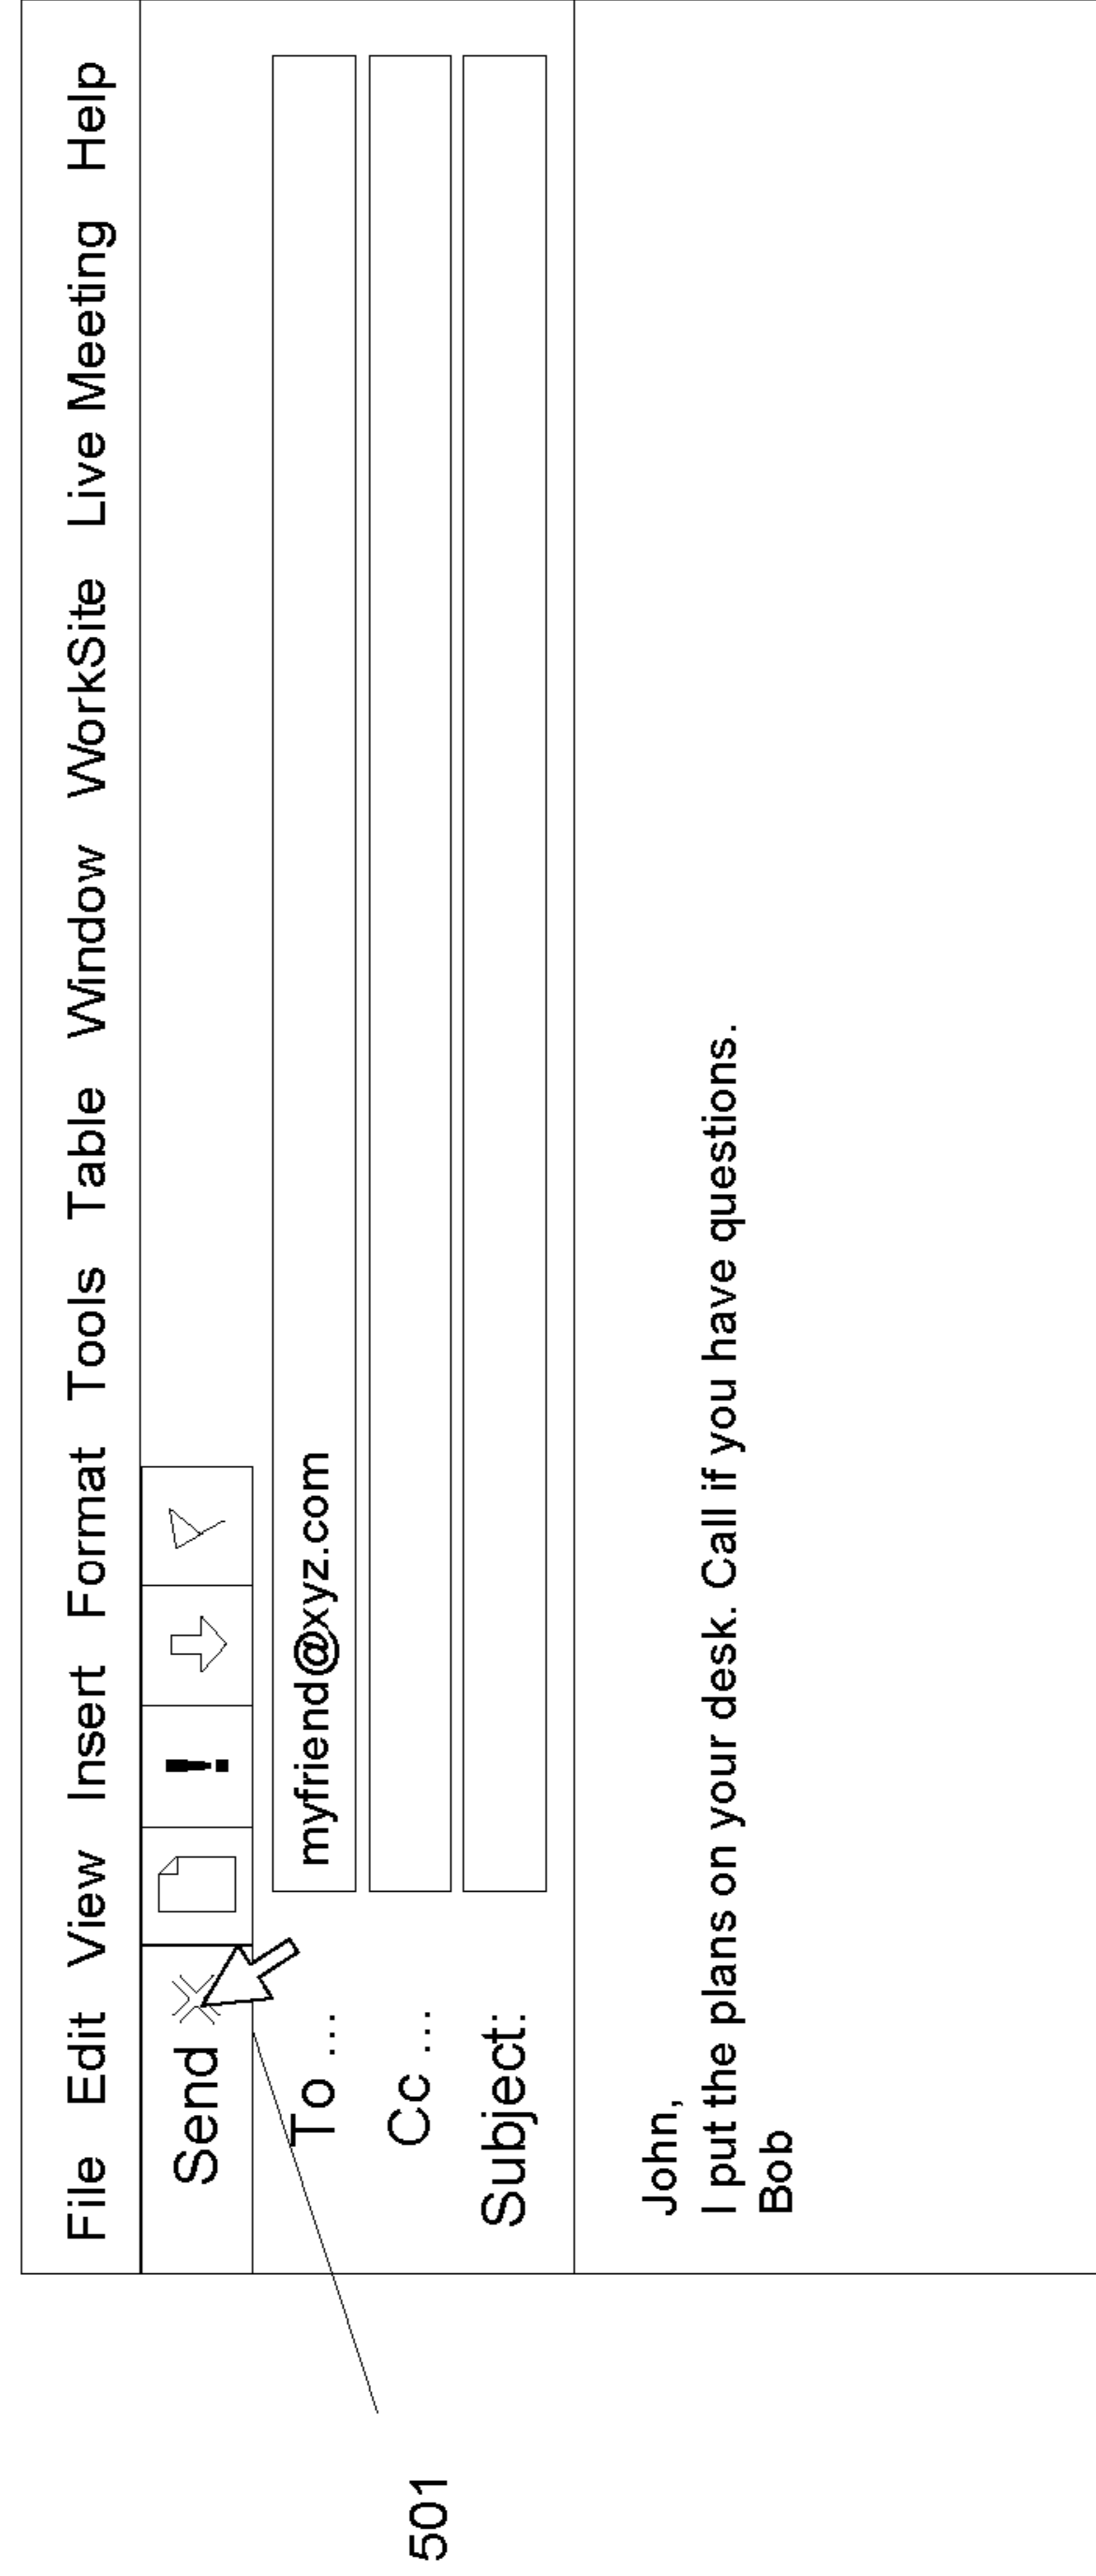 File Edit View Insert Format Tools Table Window WorkSite Live Meeting Help
Send !
To ... myfriend@xyz.com
Cc ...
Subject:
John,
I put the plans on your desk. Call if you have questions.
Bob
501